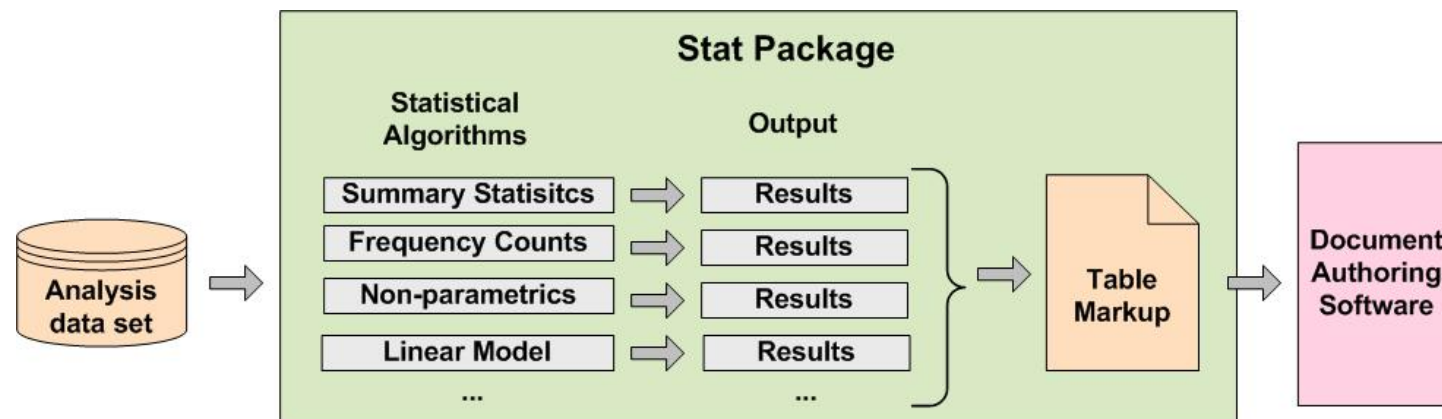 Stat Package
Statistical
Algorithms
Output
Summary Statisitcs
Results
Frequency Counts
Results
Non-parametrics
Results
Linear Model
Results
...
...
Analysis
data set
Table
Markup
Document
Authoring
Software